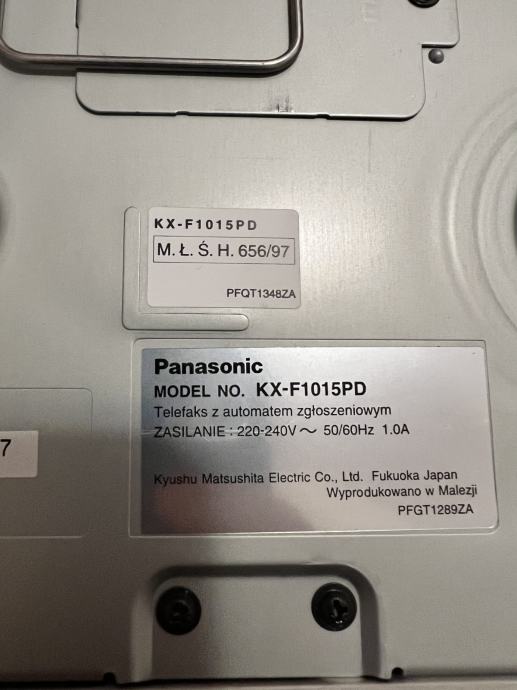 KX-F1015PD
M. Ł. Ś. H. 656/97
PFQT1348ZA
Panasonic
MODEL NO. KX-F1015PD
Telefaks z automatem zgłoszeniowym
ZASILANIE : 220-240V ～ 50/60Hz 1.0A
7
Kyushu Matsushita Electric Co., Ltd. Fukuoka Japan
Wyprodukowano w Malezji
PFGT1289ZA